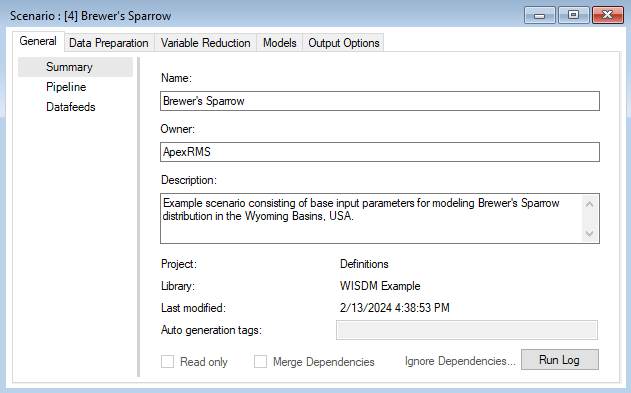 Scenario : [4] Brewer's Sparrow
General Data Preparation Variable Reduction Models Output Options
Summary
Pipeline
Datafeeds
Name:
Brewer's Sparrow
Owner:
ApexRMS
Description:
Example scenario consisting of base input parameters for modeling Brewer's Sparrow
distribution in the Wyoming Basins, USA.
Project: Definitions
Library: WISDM Example
Last modified: 2/13/2024 4:38:53 PM
Auto generation tags:
Read only Merge Dependencies Ignore Dependencies... Run Log